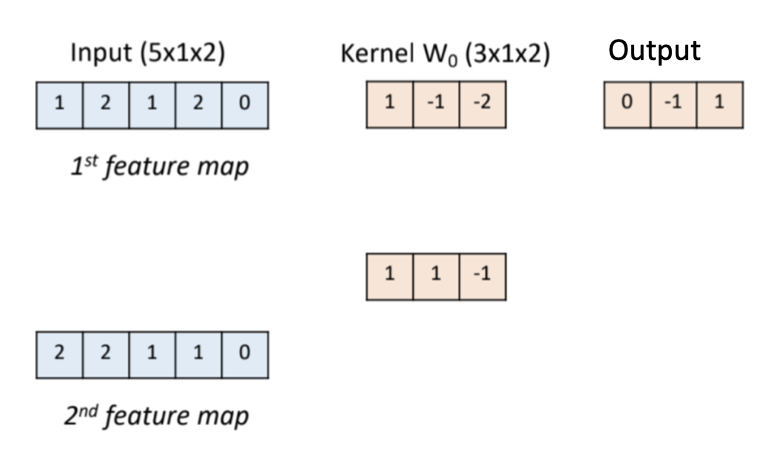 Input (5x1x2) Kernel W₀ (3x1x2) Output
1 2 1 2 0 1 -1 -2 0 -1 1
1st feature map
1 1 -1
2 2 1 1 0
2nd feature map